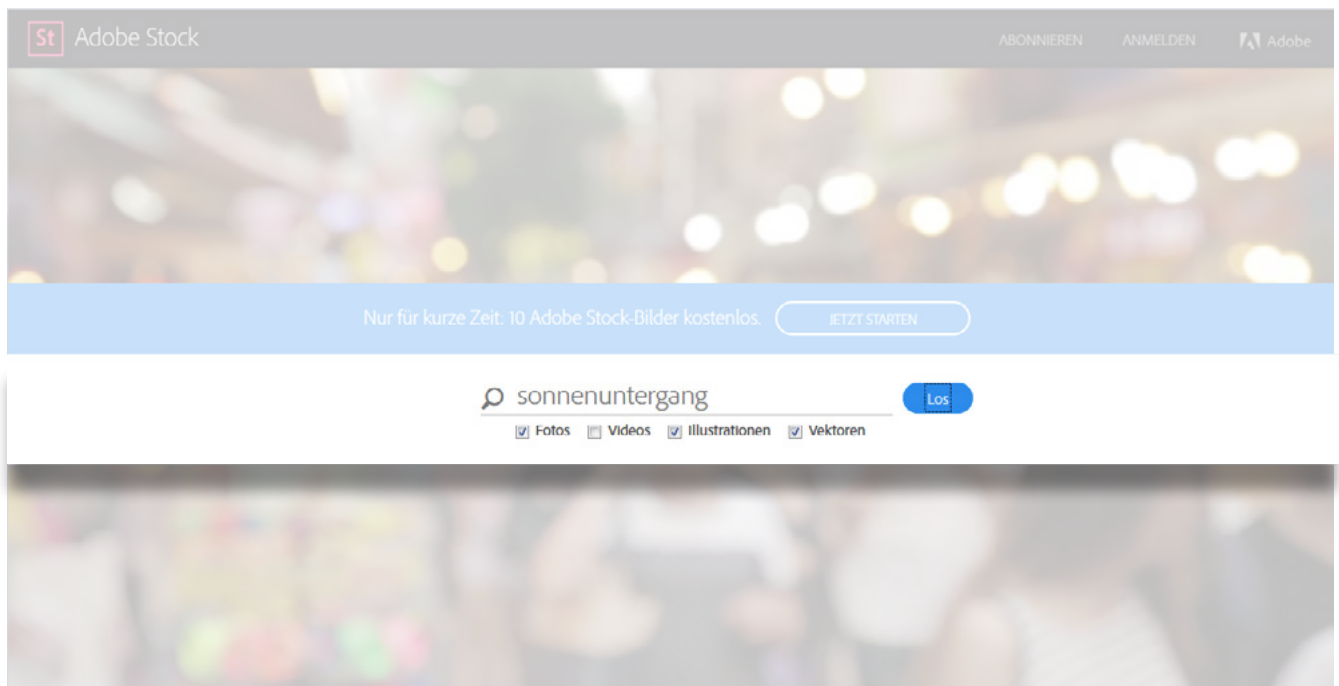 St Adobe Stock ABONNIEREN ANMELDEN Adobe
Nur für kurze Zeit: 10 Adobe Stock-Bilder kostenlos. JETZT STARTEN
sonnenuntergang Los
Fotos Videos Illustrationen Vektoren